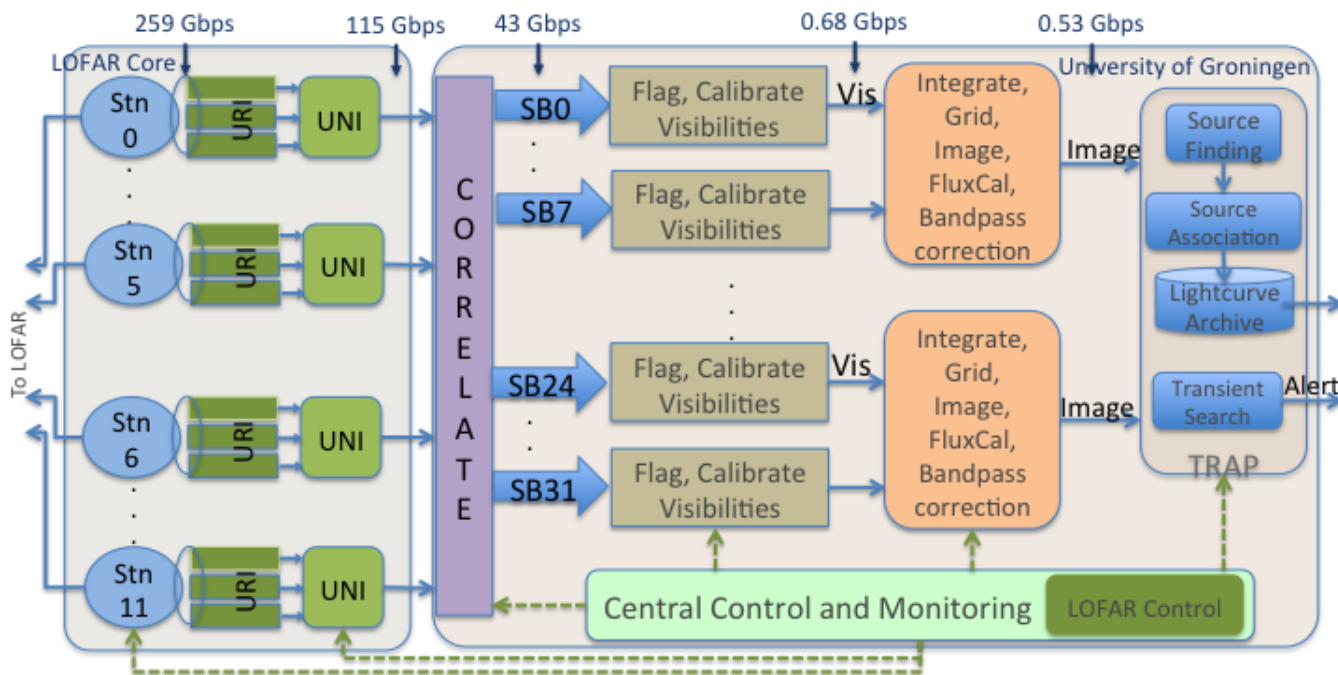 259 Gbps
115 Gbps
43 Gbps
0.68 Gbps
0.53 Gbps
LOFAR Core
University of Groningen
Stn
0
URI
UNI
Stn
5
URI
UNI
Stn
6
URI
UNI
Stn
11
URI
UNI
To LOFAR
CORRELATE
SB0
Flag, Calibrate
Visibilities
Vis
SB7
Flag, Calibrate
Visibilities
Integrate,
Grid,
Image,
FluxCal,
Bandpass
correction
Image
SB24
Flag, Calibrate
Visibilities
Vis
SB31
Flag, Calibrate
Visibilities
Integrate,
Grid,
Image,
FluxCal,
Bandpass
correction
Image
Source
Finding
Source
Association
Lightcurve
Archive
Transient
Search
Alert
TRAP
Central Control and Monitoring
LOFAR Control